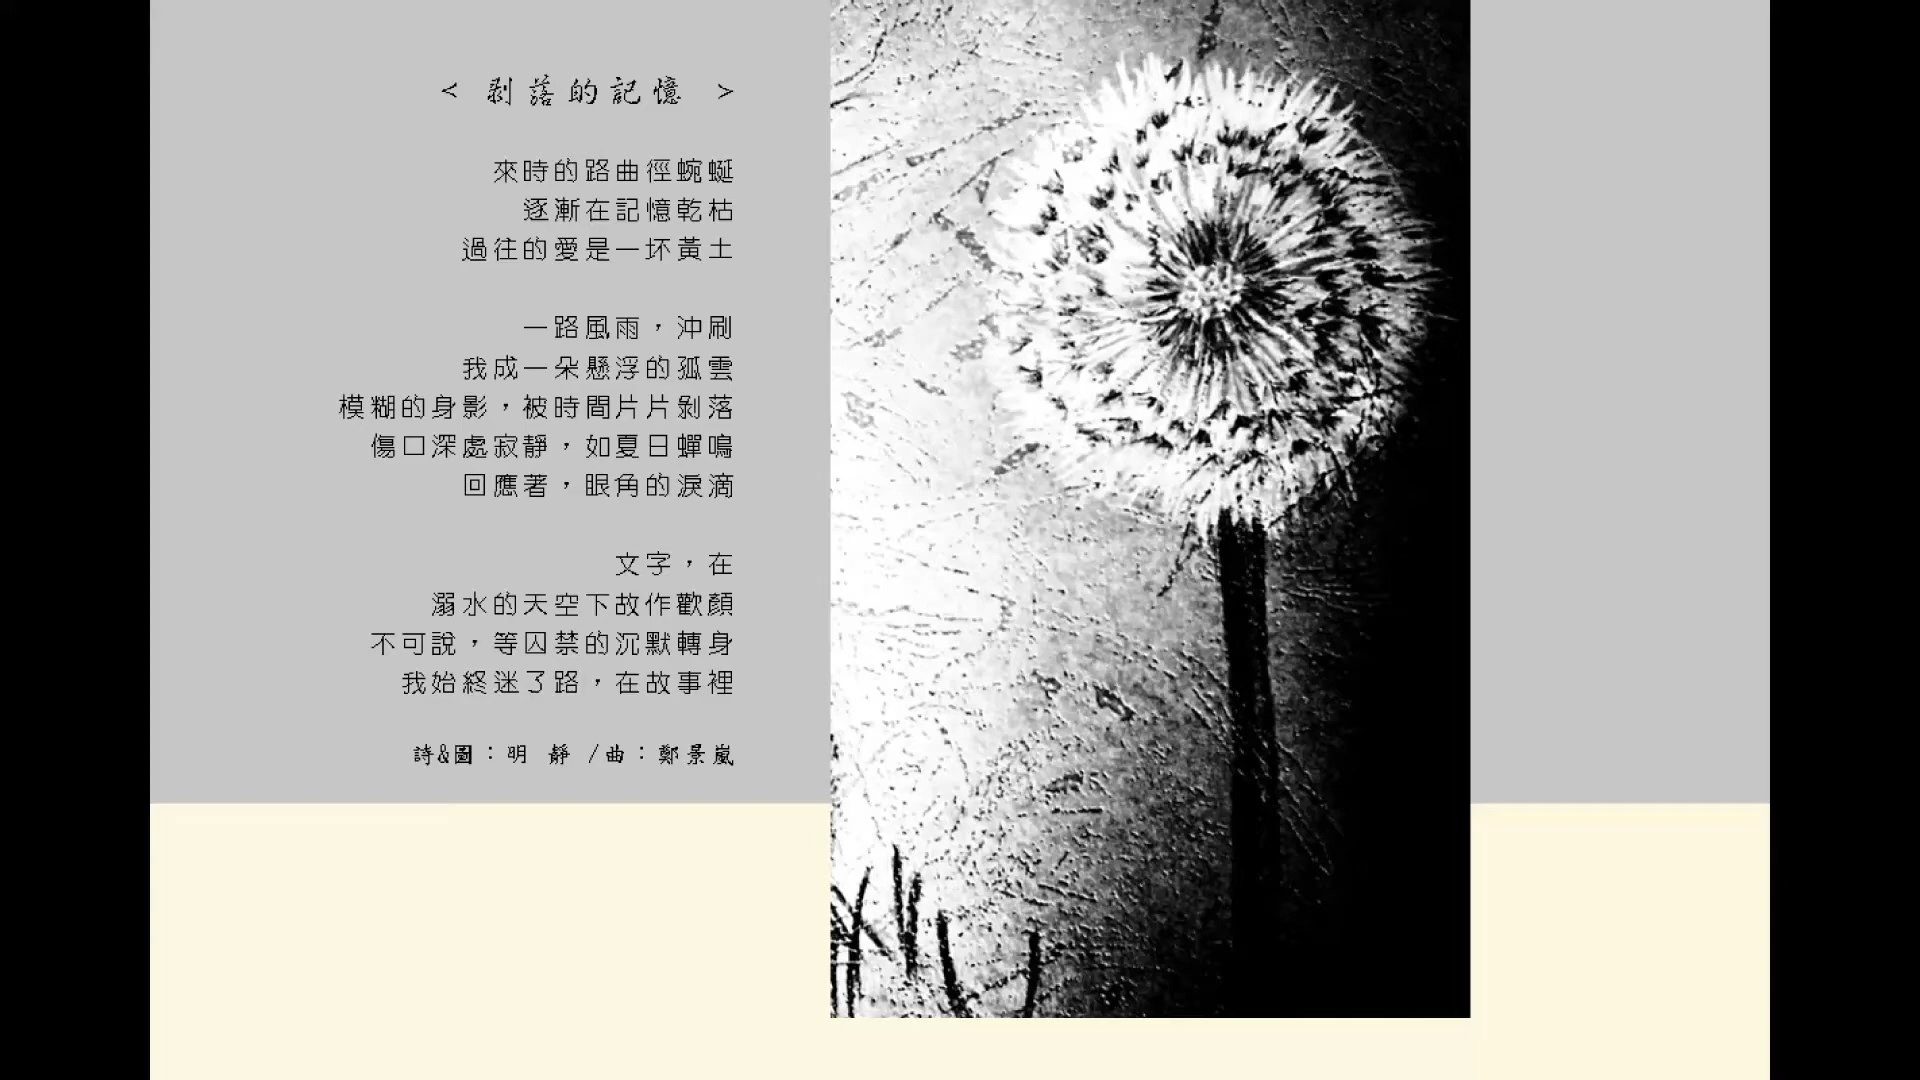 < 剥落的記憶 >
來時的路曲徑蜿蜒
逐漸在記憶乾枯
過往的愛是一坏黃土
一路風雨，沖刷
我成一朵懸浮的孤雲
模糊的身影，被時間片片剝落
傷口深處寂靜，如夏日蟬鳴
回應著，眼角的淚滴
文字，在
溺水的天空下故作歡顏
不可說，等囚禁的沉默轉身
我始終迷了路，在故事裡
詩&圖：明 靜 /曲：鄭景嵐